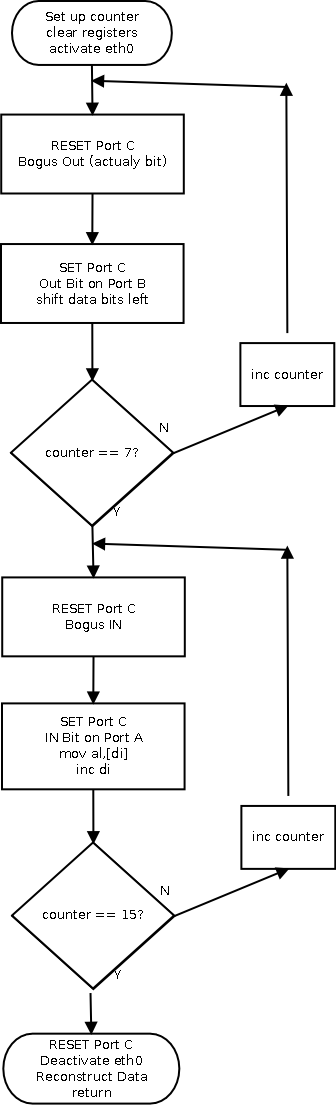 Set up counter
clear registers
activate eth0
RESET Port C
Bogus Out (actualy bit)
SET Port C
Out Bit on Port B
shift data bits left
inc counter
N
counter == 7?
Y
RESET Port C
Bogus IN
SET Port C
IN Bit on Port A
mov al,[di]
inc di
inc counter
N
counter == 15?
Y
RESET Port C
Deactivate eth0
Reconstruct Data
return